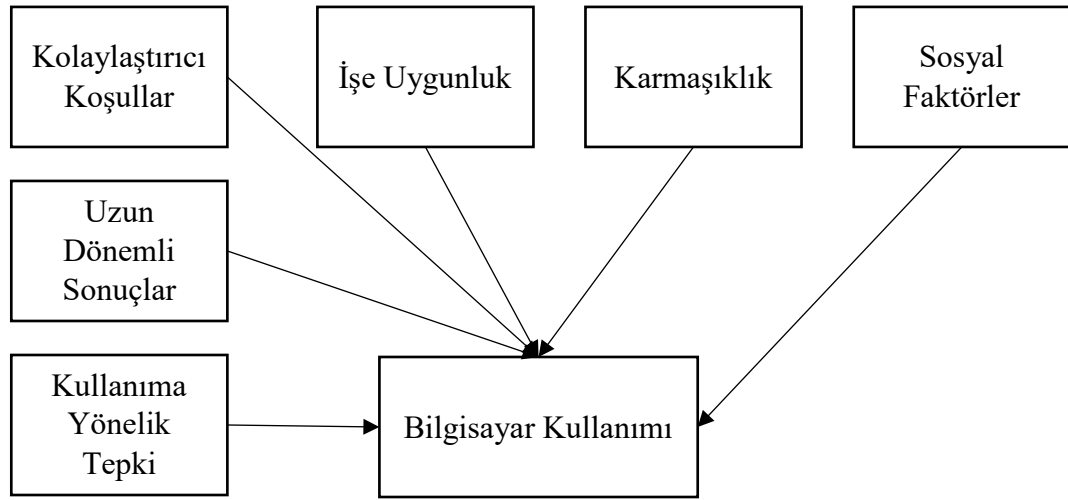 Kolaylaştırıcı
Koşullar
İşe Uygunluk
Karmaşıklık
Sosyal
Faktörler
Uzun
Dönemli
Sonuçlar
Kullanıma
Yönelik
Tepki
Bilgisayar Kullanımı